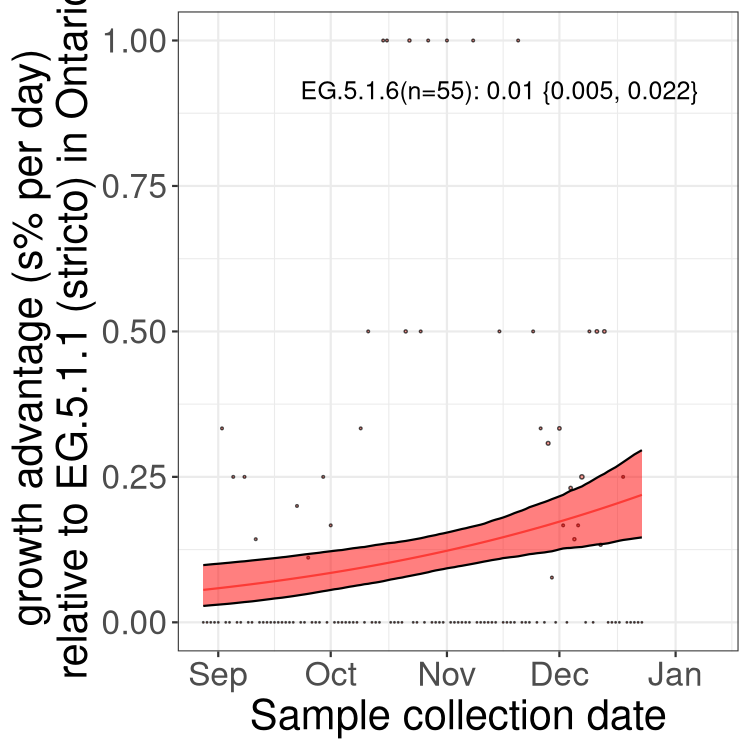 growth advantage (s% per day)
relative to EG.5.1.1 (stricto) in Ontario
1.00
EG.5.1.6(n=55): 0.01 {0.005, 0.022}
0.75
0.50
0.25
0.00
Sep Oct Nov Dec Jan
Sample collection date